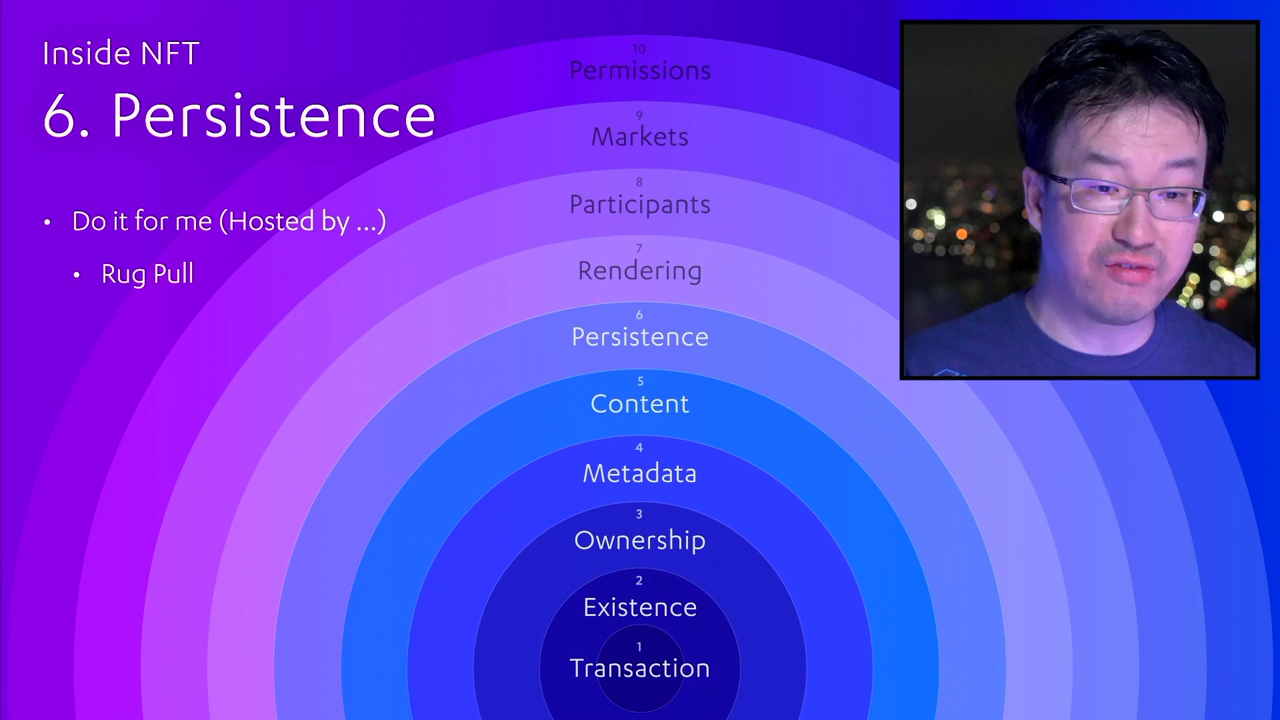 Inside NFT
6. Persistence
• Do it for me (Hosted by ...)
• Rug Pull
10
Permissions
9
Markets
8
Participants
7
Rendering
6
Persistence
5
Content
4
Metadata
3
Ownership
2
Existence
1
Transaction